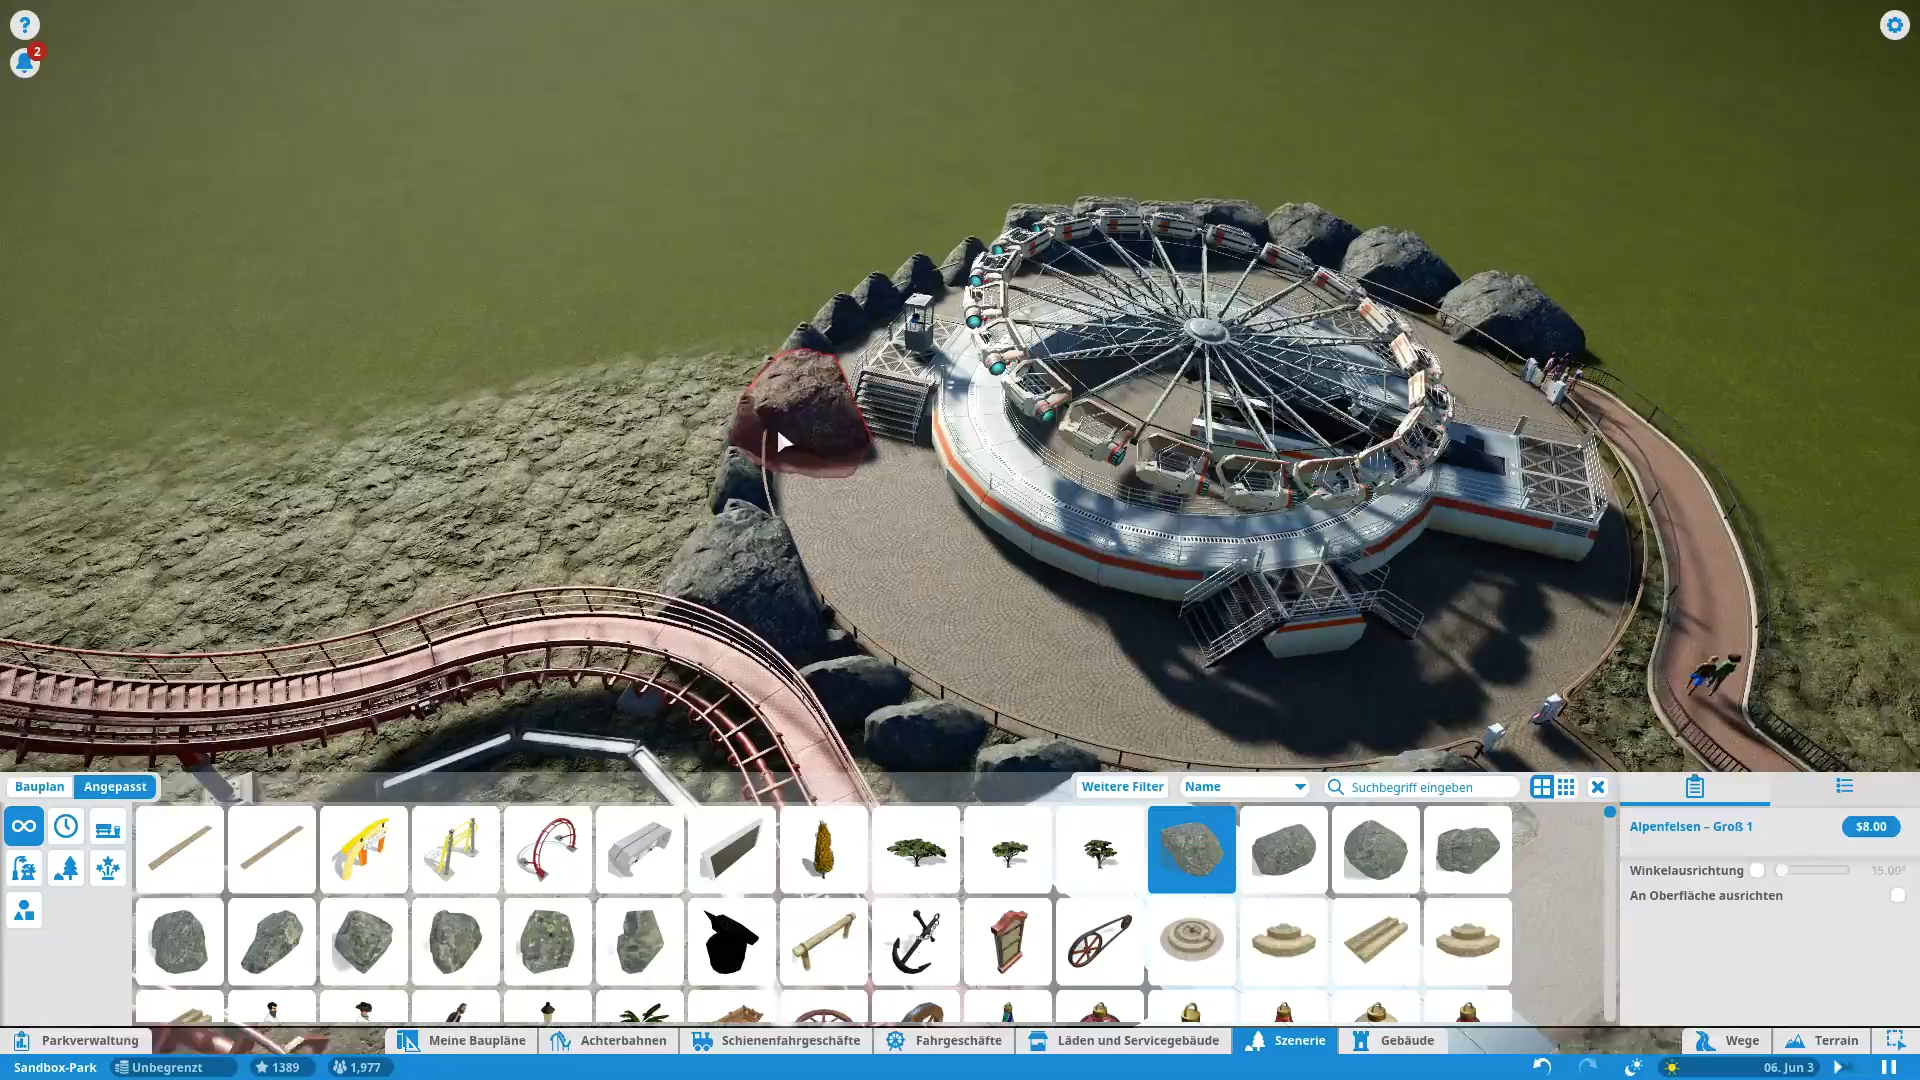 ?
2
Bauplan
Angepasst
Weitere Filter
Name
Suchbegriff eingeben
Alpenfelsen – Groß 1
$8.00
Winkelausrichtung
15.00°
An Oberfläche ausrichten
Parkverwaltung
Meine Baupläne
Achterbahnen
Schienenfahrgeschäfte
Fahrgeschäfte
Läden und Servicegebäude
Szenerie
Gebäude
Wege
Terrain
Sandbox-Park
Unbegrenzt
1389
1,977
06. Jun 3